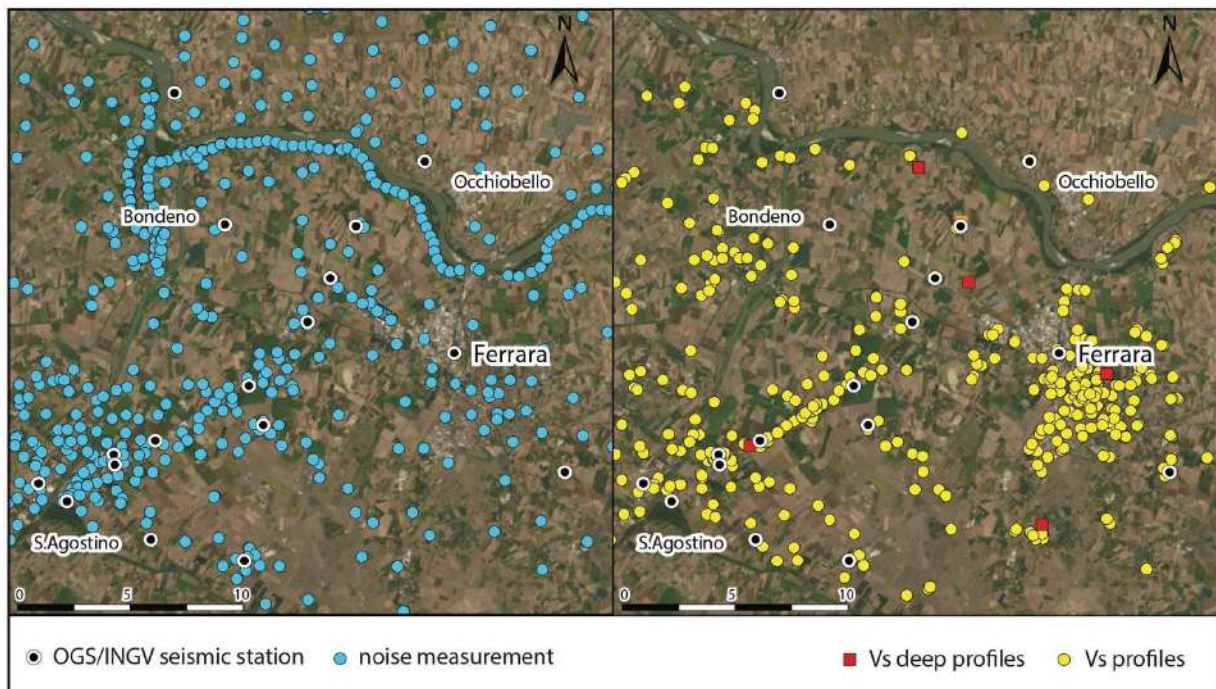 N
N
Occhiobello
Occhiobello
Bondeno
Bondeno
Ferrara
Ferrara
S.Agostino
S.Agostino
0 5 10
0 5 10
OGS/INGV seismic station
noise measurement
Vs deep profiles
Vs profiles